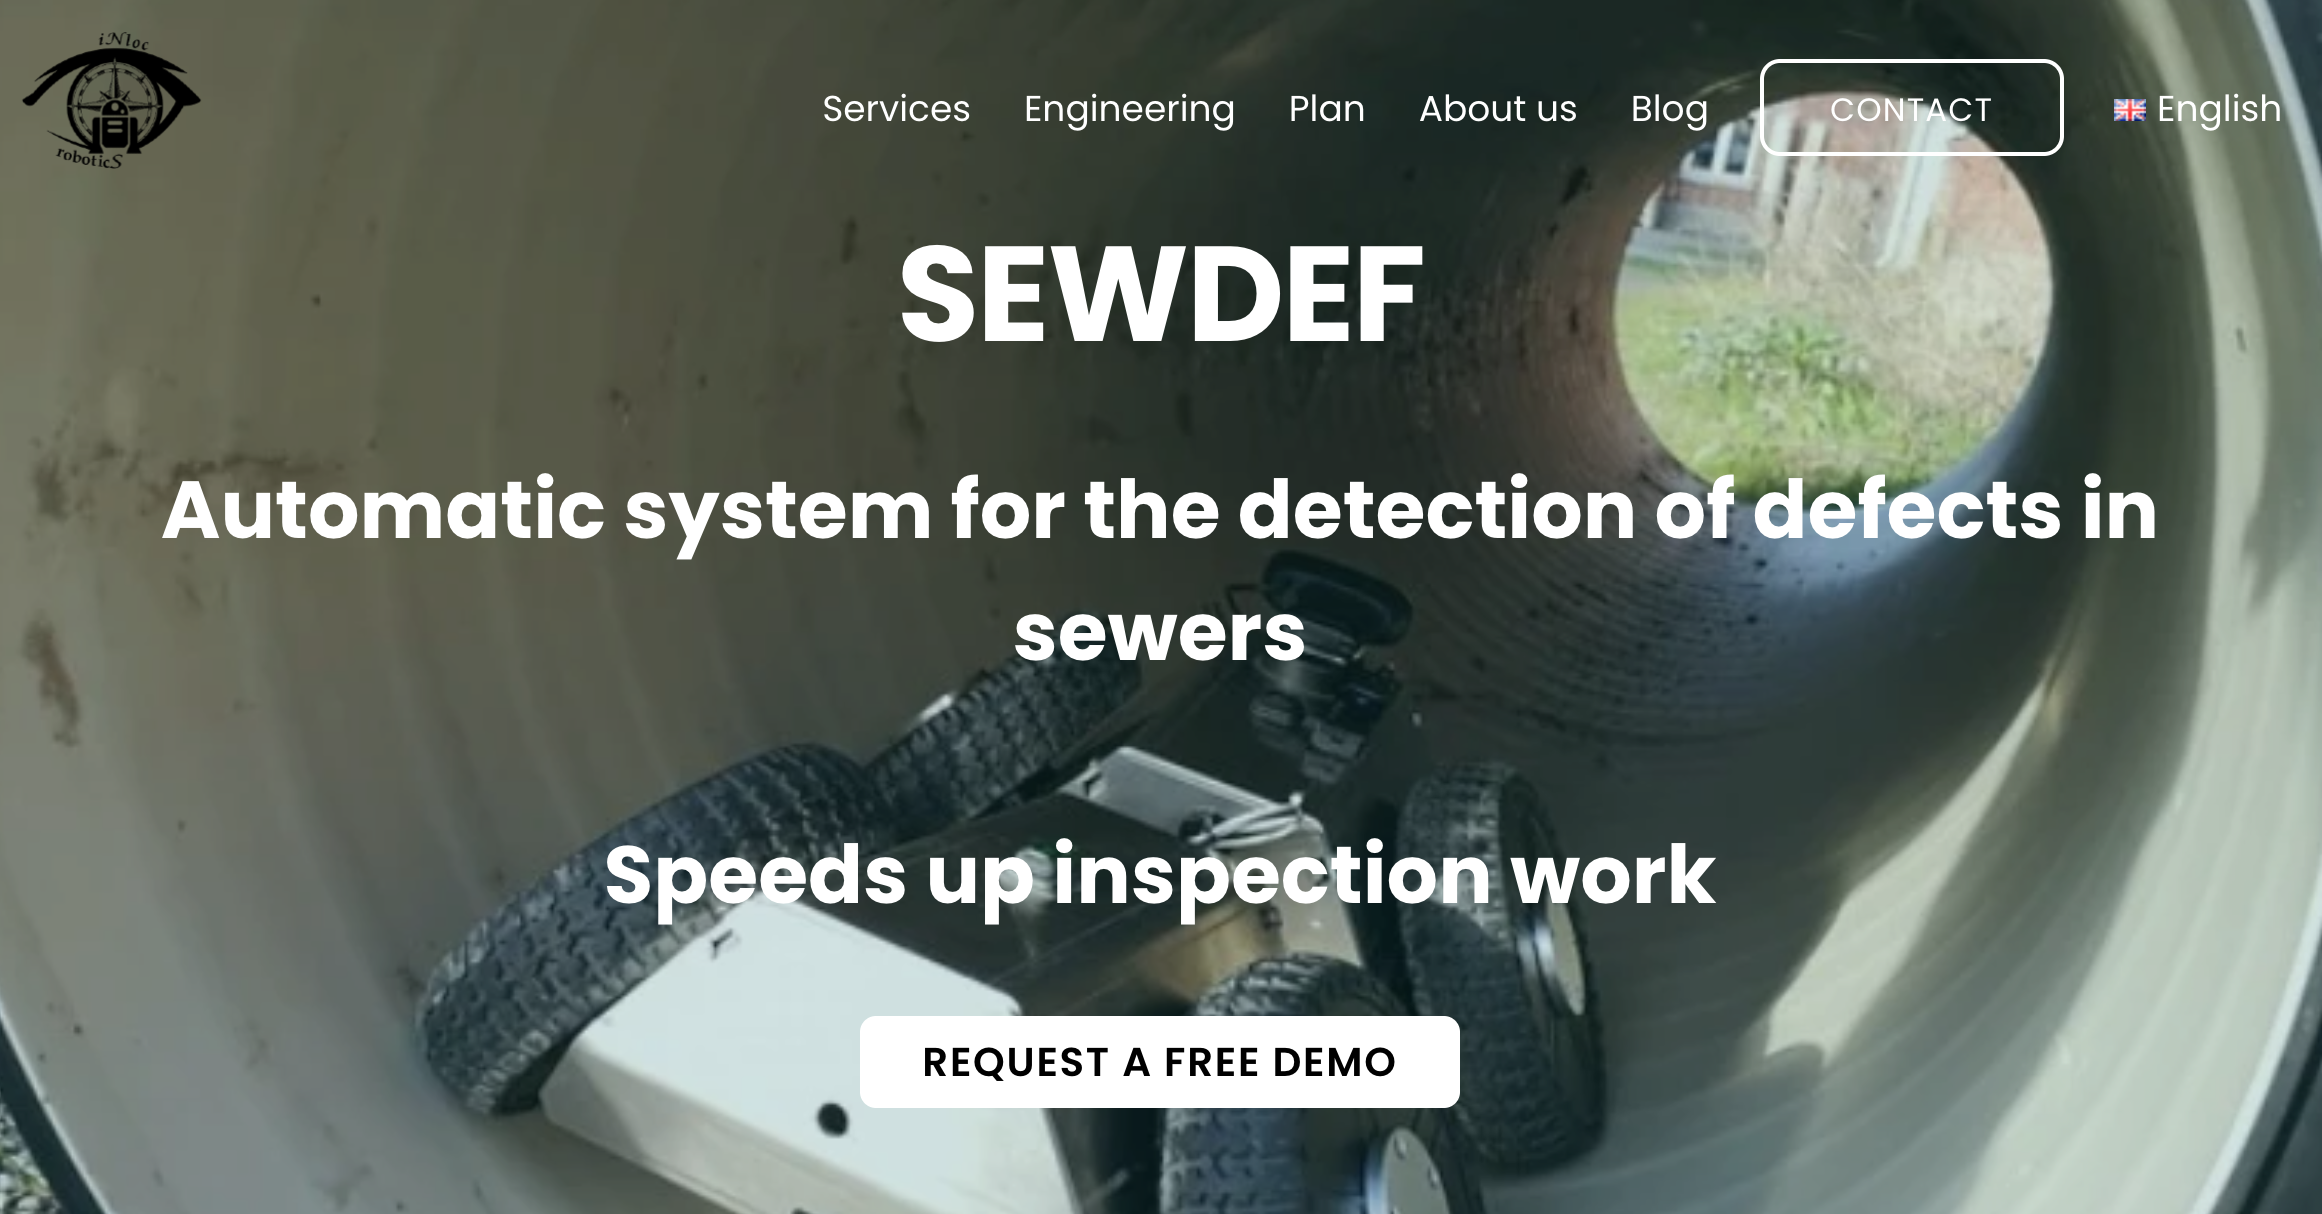 iNloc
roboticS
Services Engineering Plan About us Blog CONTACT English
SEWDEF
Automatic system for the detection of defects in
sewers
Speeds up inspection work
REQUEST A FREE DEMO